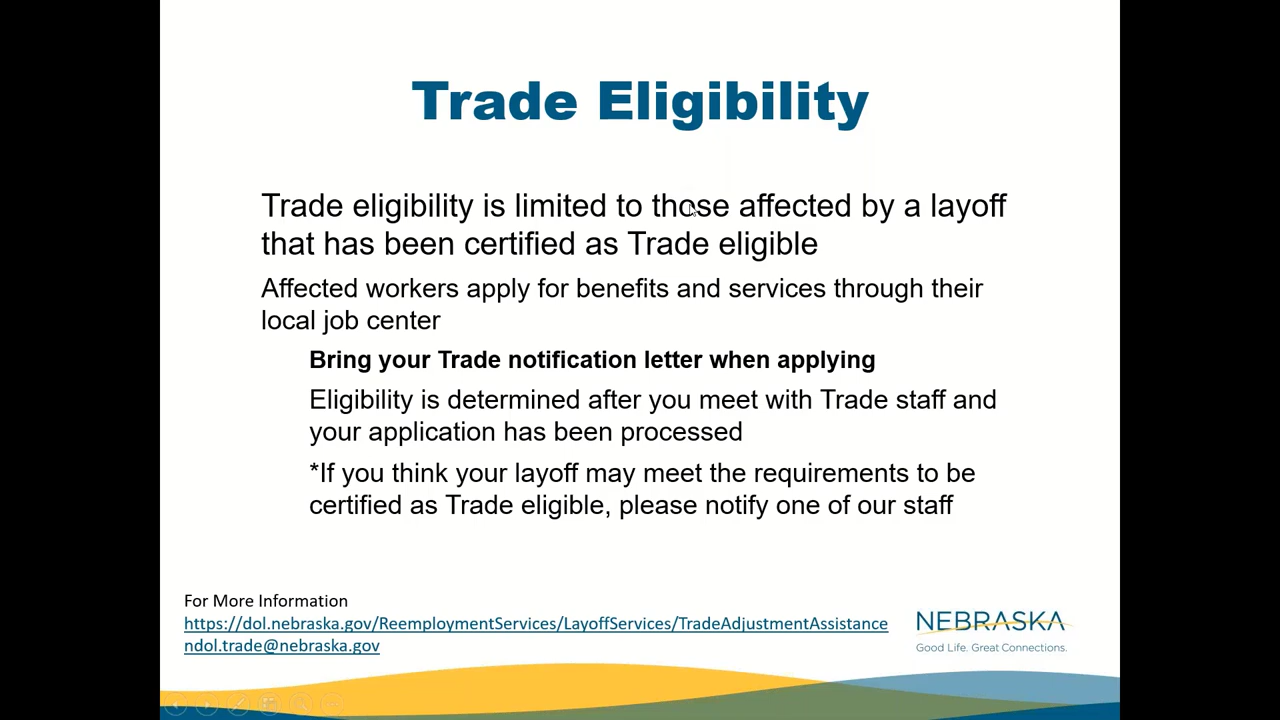 Trade Eligibility
Trade eligibility is limited to those affected by a layoff
that has been certified as Trade eligible
Affected workers apply for benefits and services through their
local job center
Bring your Trade notification letter when applying
Eligibility is determined after you meet with Trade staff and
your application has been processed
*If you think your layoff may meet the requirements to be
certified as Trade eligible, please notify one of our staff
For More Information
https://dol.nebraska.gov/ReemploymentServices/LayoffServices/TradeAdjustmentAssistance
ndol.trade@nebraska.gov
NEBRASKA
Good Life. Great Connections.